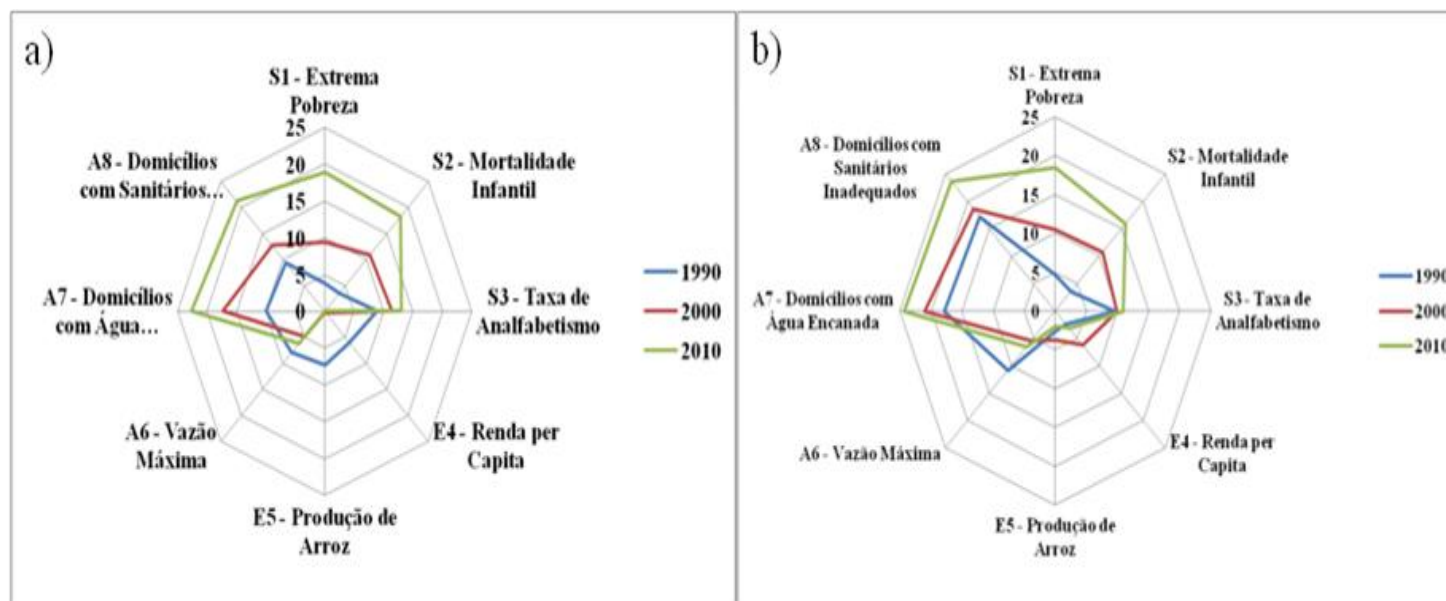 a)
S1 - Extrema
Pobreza
25
20
15
10
5
0
S2 - Mortalidade
Infantil
S3 - Taxa de
Analfabetismo
E4 - Renda per
Capita
E5 - Produção de
Arroz
A6 - Vazão
Máxima
A7 - Domicílios
com Água...
A8 - Domicílios
com Sanitários...
1990
2000
2010
b)
S1 - Extrema
Pobreza
25
20
15
10
5
0
S2 - Mortalidade
Infantil
S3 - Taxa de
Analfabetismo
E4 - Renda per
Capita
E5 - Produção de
Arroz
A6 - Vazão Máxima
A7 - Domicílios com
Água Encanada
A8 - Domicílios com
Sanitários
Inadequados
1990
2000
2010